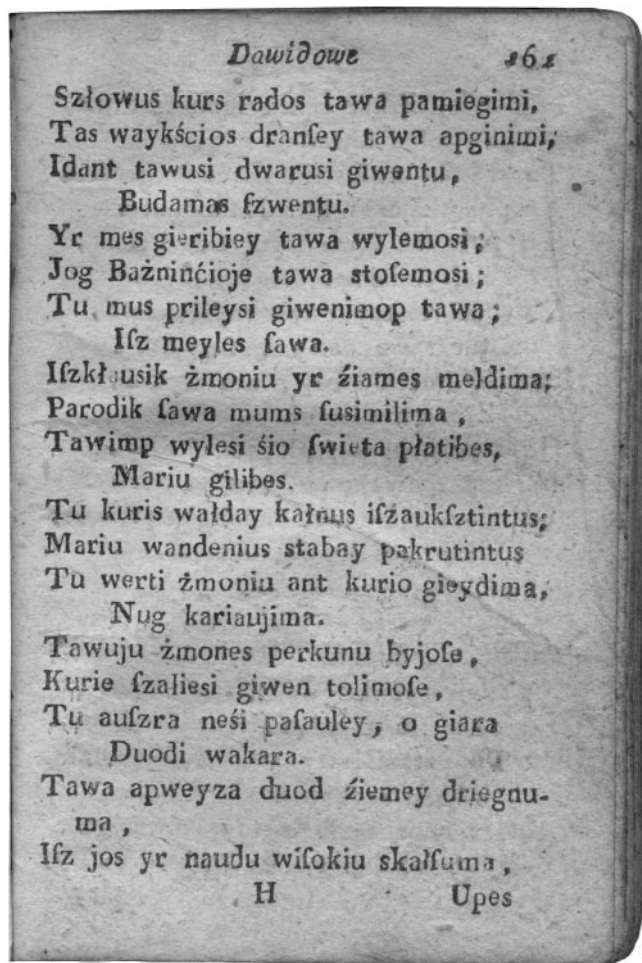 Dawidowe 161
Szłowus kurs rados tawa pamiegimi,
Tas waykścios dranſey tawa apginimi,
Idant tawusi dwarusi giwentu,
Budamas ſzwentu.
Yr mes gieribiey tawa wylemosi;
Jog Bażninćioje tawa stoſemosi;
Tu mus prileysi giwenimop tawa;
Iſz meyles ſawa.
Iſzkłausik żmoniu yr źiames meldima;
Parodik ſawa mums ſusimilima,
Tawimp wylesi śio ſwieta płatibes,
Mariu gilibes.
Tu kuris wałday kałnus iſzaukſztintus;
Mariu wandenius stabay pakrutintus
Tu werti żmoniu ant kurio gieydima,
Nug kariaujima.
Tawuju żmones perkunu byjoſe,
Kurie ſzaliesi giwen tolimoſe,
Tu auſzra neśi paſauley, o giara
Duodi wakara.
Tawa apweyza duod źiemey driegnu-
ma,
Iſz jos yr naudu wiſokiu skałſuma,
H Upes